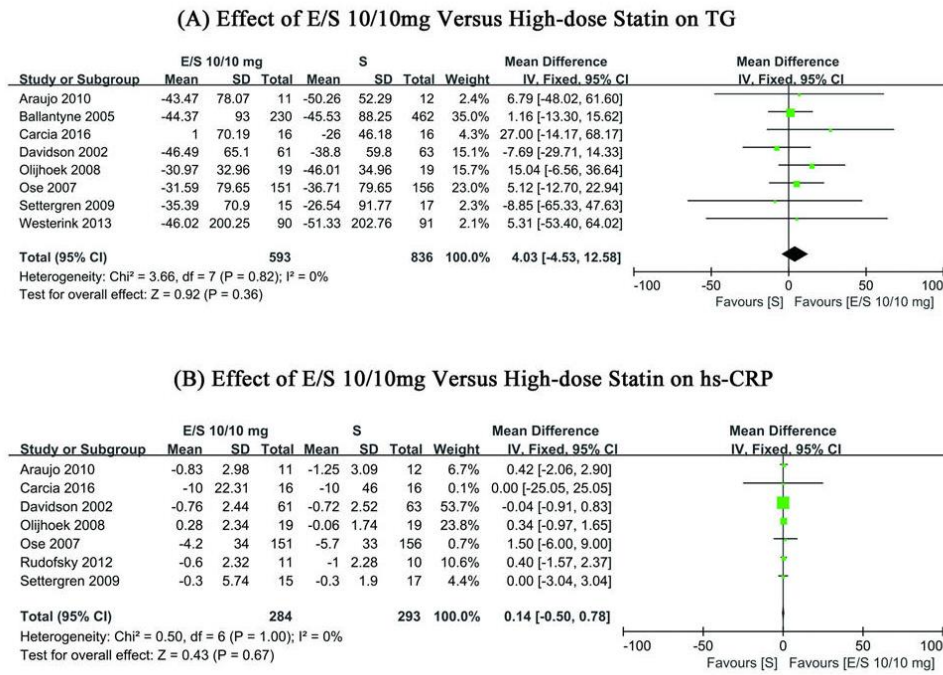 (A) Effect of E/S 10/10mg Versus High-dose Statin on TG
E/S 10/10 mg S Mean Difference Mean Difference
Study or Subgroup Mean SD Total Mean SD Total Weight IV, Fixed, 95% CI IV, Fixed, 95% CI
Araujo 2010 -43.47 78.07 11 -50.26 52.29 12 2.4% 6.79 [-48.02, 61.60]
Ballantyne 2005 -44.37 93 230 -45.53 88.25 462 35.0% 1.16 [-13.30, 15.62]
Carcia 2016 1 70.19 16 -26 46.18 16 4.3% 27.00 [-14.17, 68.17]
Davidson 2002 -46.49 65.1 61 -38.8 59.8 63 15.1% -7.69 [-29.71, 14.33]
Olijhoek 2008 -30.97 32.96 19 -46.01 34.96 19 15.7% 15.04 [-6.56, 36.64]
Ose 2007 -31.59 79.65 151 -36.71 79.65 156 23.0% 5.12 [-12.70, 22.94]
Settergren 2009 -35.39 70.9 15 -26.54 91.77 17 2.3% -8.85 [-65.33, 47.63]
Westerink 2013 -46.02 200.25 90 -51.33 202.76 91 2.1% 5.31 [-53.40, 64.02]
Total (95% CI) 593 836 100.0% 4.03 [-4.53, 12.58]
Heterogeneity: Chi² = 3.66, df = 7 (P = 0.82); I² = 0%
Test for overall effect: Z = 0.92 (P = 0.36)
-100 -50 0 50 100
Favours [S] Favours [E/S 10/10 mg]
(B) Effect of E/S 10/10mg Versus High-dose Statin on hs-CRP
E/S 10/10 mg S Mean Difference Mean Difference
Study or Subgroup Mean SD Total Mean SD Total Weight IV, Fixed, 95% CI IV, Fixed, 95% CI
Araujo 2010 -0.83 2.98 11 -1.25 3.09 12 6.7% 0.42 [-2.06, 2.90]
Carcia 2016 -10 22.31 16 -10 46 16 0.1% 0.00 [-25.05, 25.05]
Davidson 2002 -0.76 2.44 61 -0.72 2.52 63 53.7% -0.04 [-0.91, 0.83]
Olijhoek 2008 0.28 2.34 19 -0.06 1.74 19 23.8% 0.34 [-0.97, 1.65]
Ose 2007 -4.2 34 151 -5.7 33 156 0.7% 1.50 [-6.00, 9.00]
Rudofsky 2012 -0.6 2.32 11 -1 2.28 10 10.6% 0.40 [-1.57, 2.37]
Settergren 2009 -0.3 5.74 15 -0.3 1.9 17 4.4% 0.00 [-3.04, 3.04]
Total (95% CI) 284 293 100.0% 0.14 [-0.50, 0.78]
Heterogeneity: Chi² = 0.50, df = 6 (P = 1.00); I² = 0%
Test for overall effect: Z = 0.43 (P = 0.67)
-100 -50 0 50 100
Favours [S] Favours [E/S 10/10 mg]